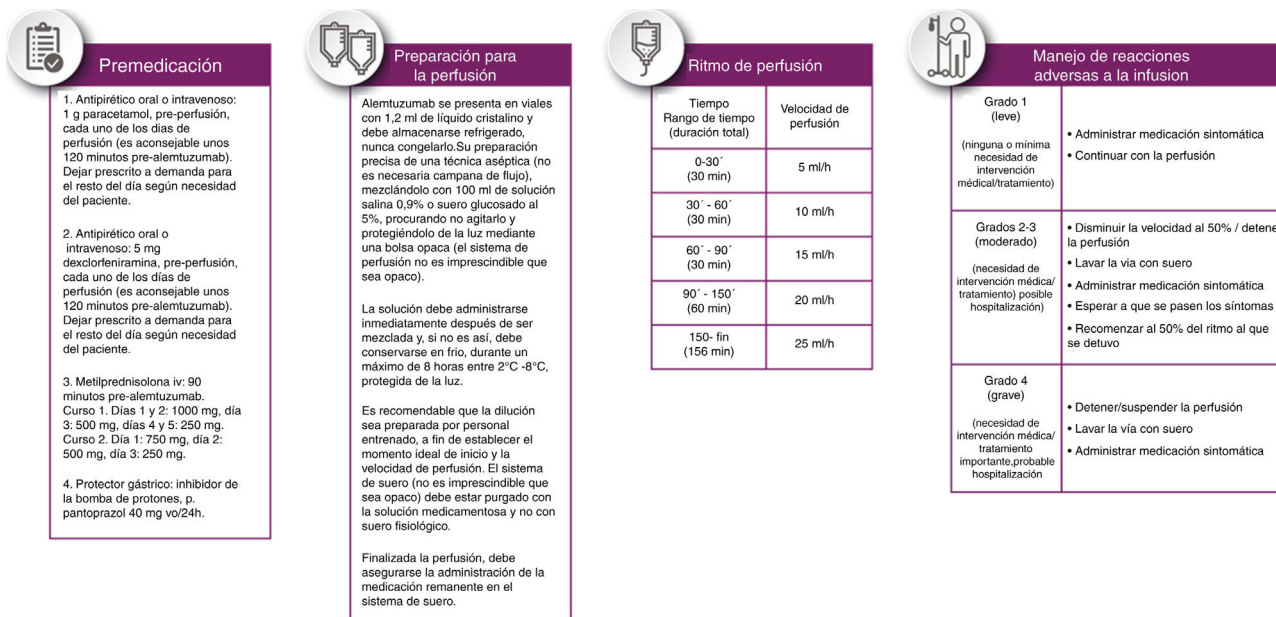 Premedicación
1. Antipirético oral o intravenoso:
1 g paracetamol, pre-perfusión,
cada uno de los dias de
perfusión (es aconsejable unos
120 minutos pre-alemtuzumab).
Dejar prescrito a demanda para
el resto del día según necesidad
del paciente.
2. Antipirético oral o
intravenoso: 5 mg
dexclorfeniramina, pre-perfusión,
cada uno de los días de
perfusión (es aconsejable unos
120 minutos pre-alemtuzumab).
Dejar prescrito a demanda para
el resto del día según necesidad
del paciente.
3. Metilprednisolona iv: 90
minutos pre-alemtuzumab.
Curso 1. Días 1 y 2: 1000 mg, día
3: 500 mg, días 4 y 5: 250 mg.
Curso 2. Día 1: 750 mg, día 2:
500 mg, día 3: 250 mg.
4. Protector gástrico: inhibidor de
la bomba de protones, p.
pantoprazol 40 mg vo/24h.
Preparación para
la perfusión
Alemtuzumab se presenta en viales
con 1,2 ml de líquido cristalino y
debe almacenarse refrigerado,
nunca congelarlo.Su preparación
precisa de una técnica aséptica (no
es necesaria campana de flujo),
mezclándolo con 100 ml de solución
salina 0,9% o suero glucosado al
5%, procurando no agitarlo y
protegiéndolo de la luz mediante
una bolsa opaca (el sistema de
perfusión no es imprescindible que
sea opaco).
La solución debe administrarse
inmediatamente después de ser
mezclada y, si no es así, debe
conservarse en frio, durante un
máximo de 8 horas entre 2°C -8°C,
protegida de la luz.
Es recomendable que la dilución
sea preparada por personal
entrenado, a fin de establecer el
momento ideal de inicio y la
velocidad de perfusión. El sistema
de suero (no es imprescindible que
sea opaco) debe estar purgado con
la solución medicamentosa y no con
suero fisiológico.
Finalizada la perfusión, debe
asegurarse la administración de la
medicación remanente en el
sistema de suero.
Ritmo de perfusión
Tiempo
Rango de tiempo
(duración total)
Velocidad de
perfusión
0-30´
(30 min)
5 ml/h
30´ - 60´
(30 min)
10 ml/h
60´ - 90´
(30 min)
15 ml/h
90´ - 150´
(60 min)
20 ml/h
150- fin
(156 min)
25 ml/h
Manejo de reacciones
adversas a la infusion
Grado 1
(leve)
(ninguna o mínima
necesidad de
intervención
médical/tratamiento)
• Administrar medicación sintomática
• Continuar con la perfusión
Grados 2-3
(moderado)
(necesidad de
intervención médica/
tratamiento) posible
hospitalización)
• Disminuir la velocidad al 50% / detene
la perfusión
• Lavar la via con suero
• Administrar medicación sintomática
• Esperar a que se pasen los síntomas
• Recomenzar al 50% del ritmo al que
se detuvo
Grado 4
(grave)
(necesidad de
intervención médica/
tratamiento
importante,probable
hospitalización
• Detener/suspender la perfusión
• Lavar la vía con suero
• Administrar medicación sintomática